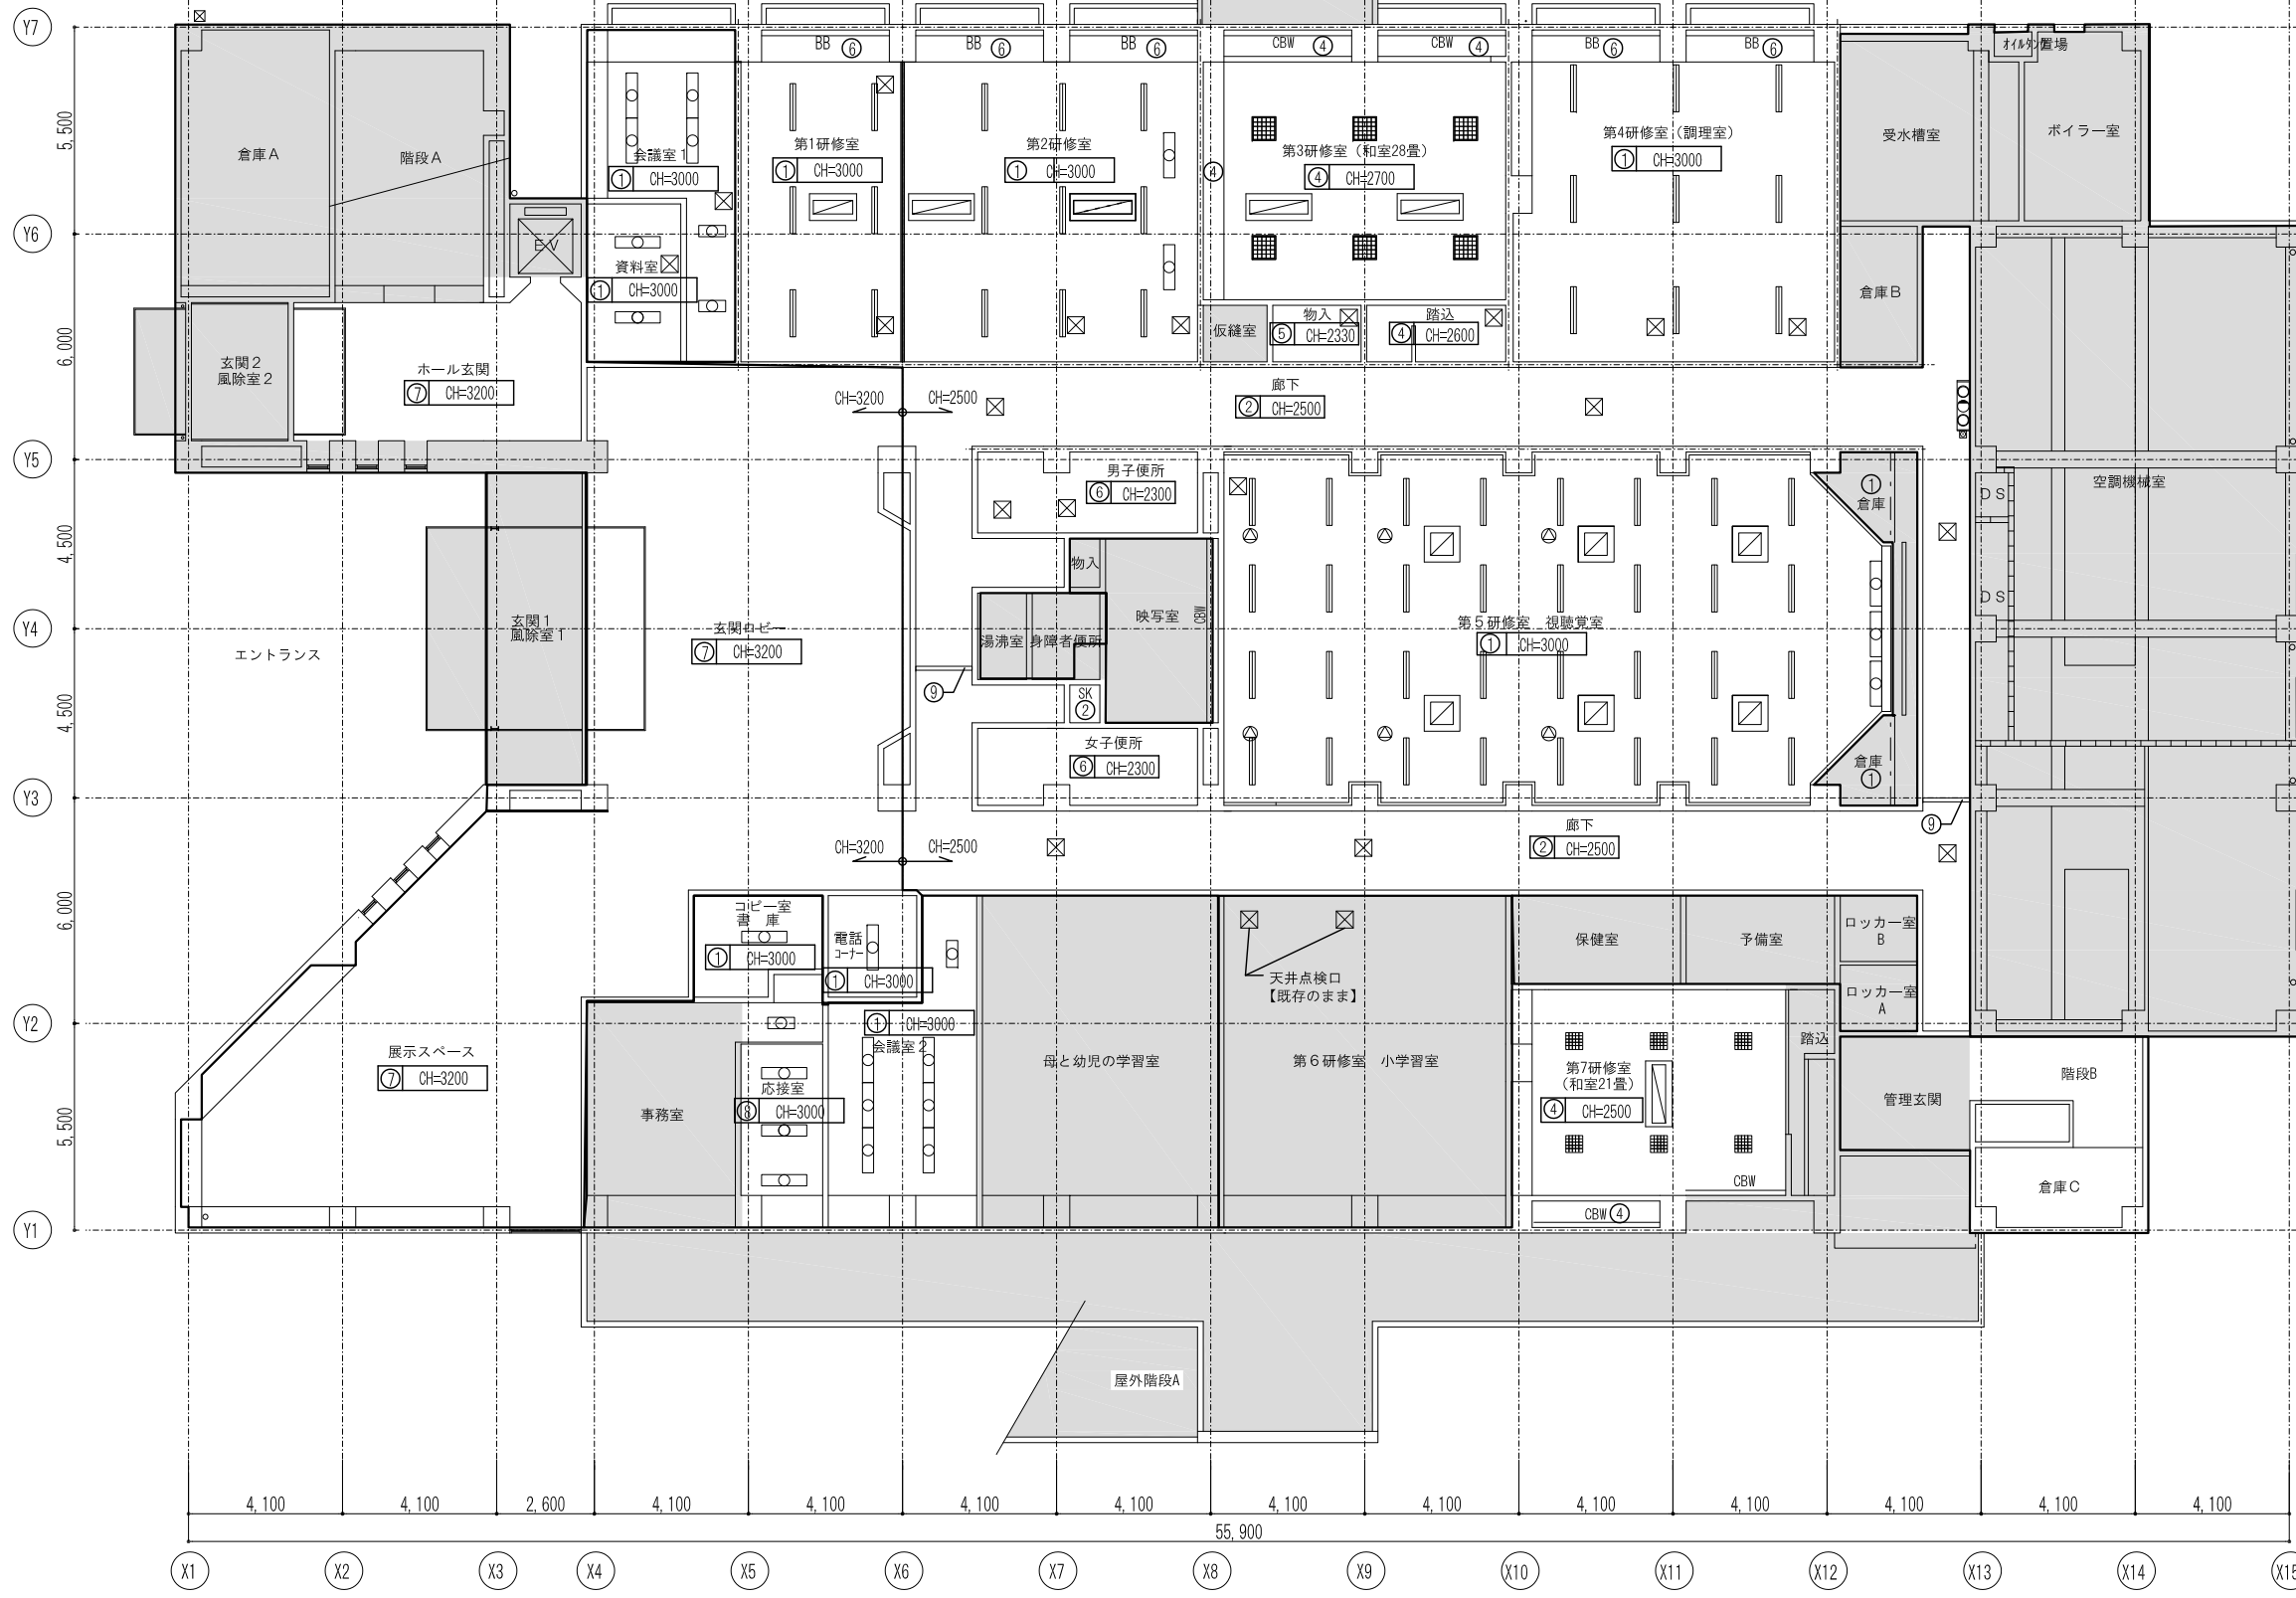 Y7
BB ⑥
BB ⑥
BB ⑥
CBW ④
CBW ④
BB ⑥
BB ⑥
オイルタンク置場
5,500
倉庫A
階段A
会議室1
① CH=3000
第1研修室
① CH=3000
第2研修室
① CH=3000
④
第3研修室（和室28畳）
④ CH=2700
第4研修室（調理室）
① CH=3000
受水槽室
ボイラー室
Y6
EV
資料室
① CH=3000
仮縫室
物入
⑤ CH=2330
踏込
④ CH=2600
倉庫B
6,000
玄関2
風除室2
ホール玄関
⑦ CH=3200
CH=3200
CH=2500
廊下
② CH=2500
Y5
男子便所
⑥ CH=2300
①
倉庫
DS
空調機械室
4,500
物入
映写室
CBW
DS
Y4
エントランス
玄関1
風除室1
玄関ロビー
⑦ CH=3200
湯沸室
身障者便所
第5研修室 視聴覚室
① CH=3000
⑨
SK
②
4,500
女子便所
⑥ CH=2300
倉庫
①
Y3
CH=3200
CH=2500
廊下
② CH=2500
⑨
6,000
コピー室
書 庫
① CH=3000
電話
コーナー
① CH=3000
天井点検口
【既存のまま】
保健室
予備室
ロッカー室
B
ロッカー室
A
Y2
展示スペース
⑦ CH=3200
① CH=3000
会議室2
母と幼児の学習室
第6研修室 小学習室
踏込
第7研修室
（和室21畳）
④ CH=2500
階段B
5,500
事務室
応接室
⑧ CH=3000
管理玄関
CBW
倉庫C
CBW ④
Y1
屋外階段A
4,100
4,100
2,600
4,100
4,100
4,100
4,100
4,100
4,100
4,100
4,100
4,100
4,100
4,100
55,900
X1
X2
X3
X4
X5
X6
X7
X8
X9
X10
X11
X12
X13
X14
X15